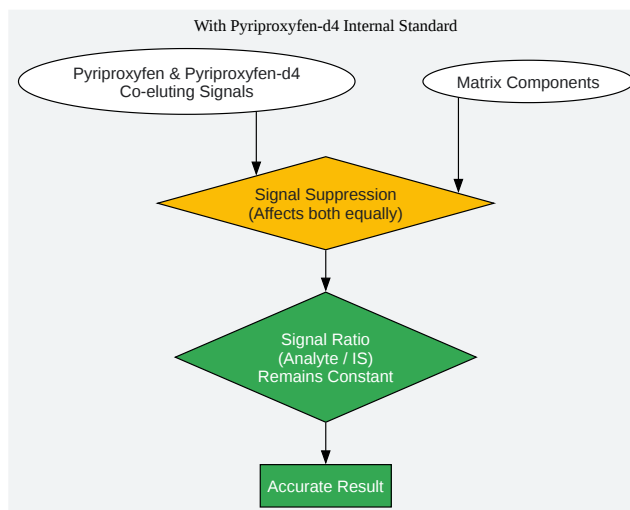 With Pyriproxyfen-d4 Internal Standard
Pyriproxyfen & Pyriproxyfen-d4
Co-eluting Signals
Matrix Components
Signal Suppression
(Affects both equally)
Signal Ratio
(Analyte / IS)
Remains Constant
Accurate Result